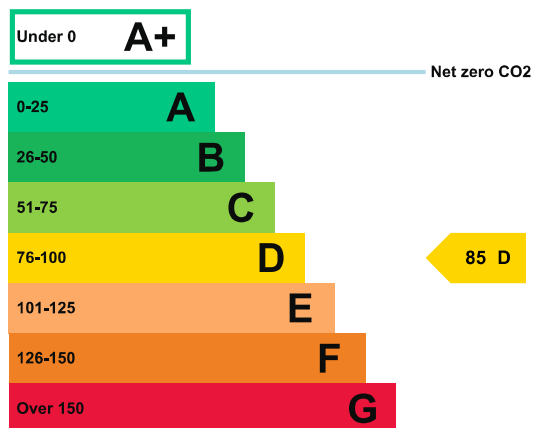 Under 0 A+
Net zero CO2
0-25 A
26-50 B
51-75 C
76-100 D
85 D
101-125 E
126-150 F
Over 150 G